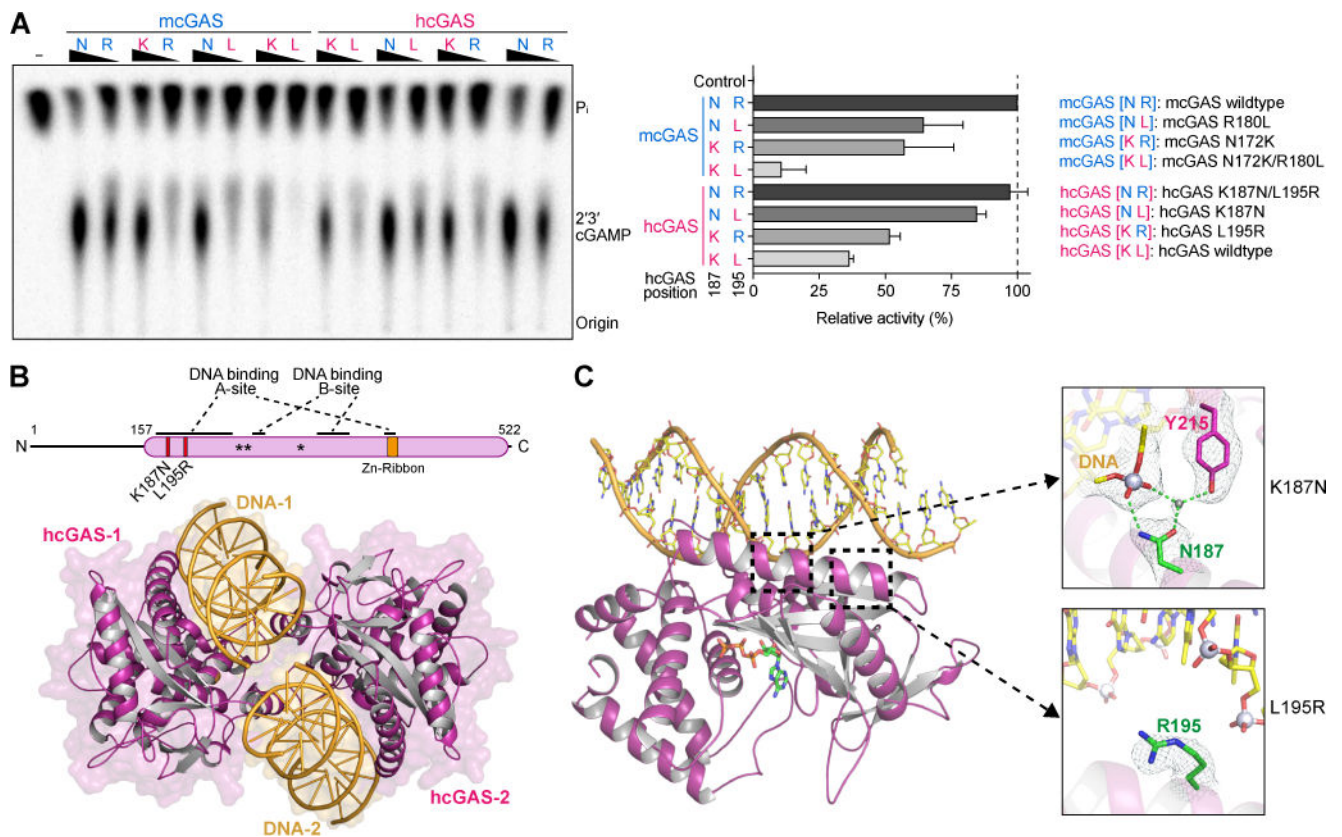 A
mcGAS hcGAS
– N R K R N L K L K L N L K R N R
Pᵢ
2′3′
cGAMP
Origin
Control
mcGAS
N R
N L
K R
K L
hcGAS
N R
N L
K R
K L
hcGAS
position
187
195
0 25 50 75 100
Relative activity (%)
mcGAS [N R]: mcGAS wildtype
mcGAS [N L]: mcGAS R180L
mcGAS [K R]: mcGAS N172K
mcGAS [K L]: mcGAS N172K/R180L
hcGAS [N R]: hcGAS K187N/L195R
hcGAS [N L]: hcGAS K187N
hcGAS [K R]: hcGAS L195R
hcGAS [K L]: hcGAS wildtype
B
DNA binding
A-site
DNA binding
B-site
1 157 522
N ** * C
K187N
L195R
Zn-Ribbon
DNA-1
hcGAS-1
hcGAS-2
DNA-2
C
Y215
DNA
N187
K187N
R195
L195R